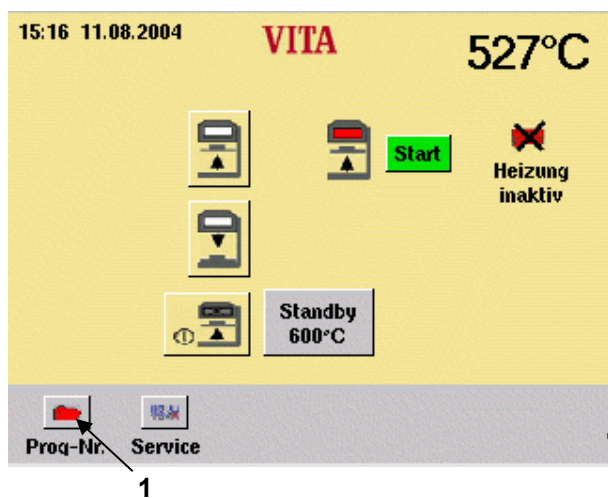 15:16 11.08.2004
VITA
527°C
Start
Heizung
inaktiv
Standby
600°C
Prog-Nr.
Service
1